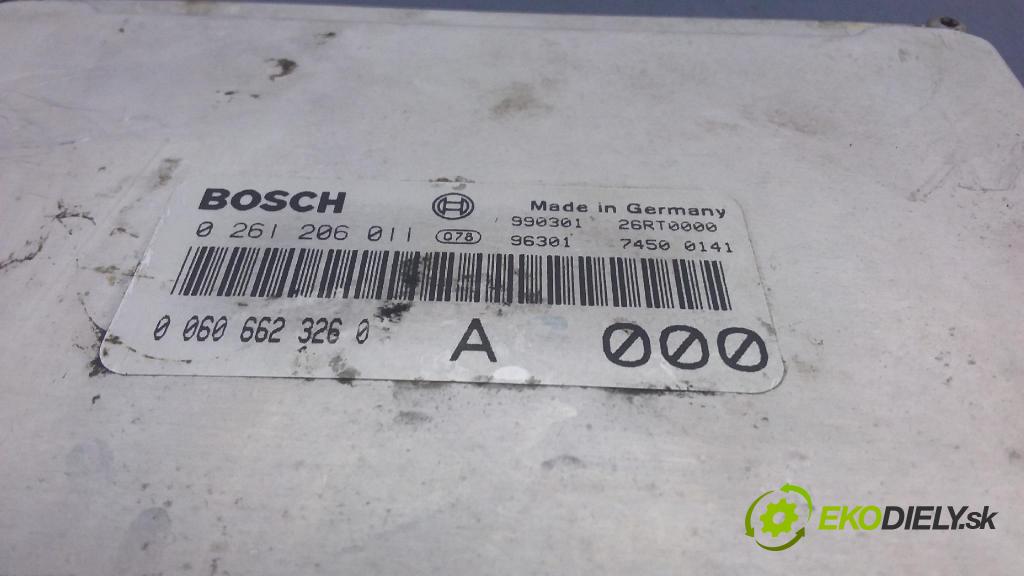 BOSCH
Made in Germany
0 261 206 011
Q78
990301 26RT0000
96301 7450 0141
0 060 662 326 0
A
000
EKODIELY.sk